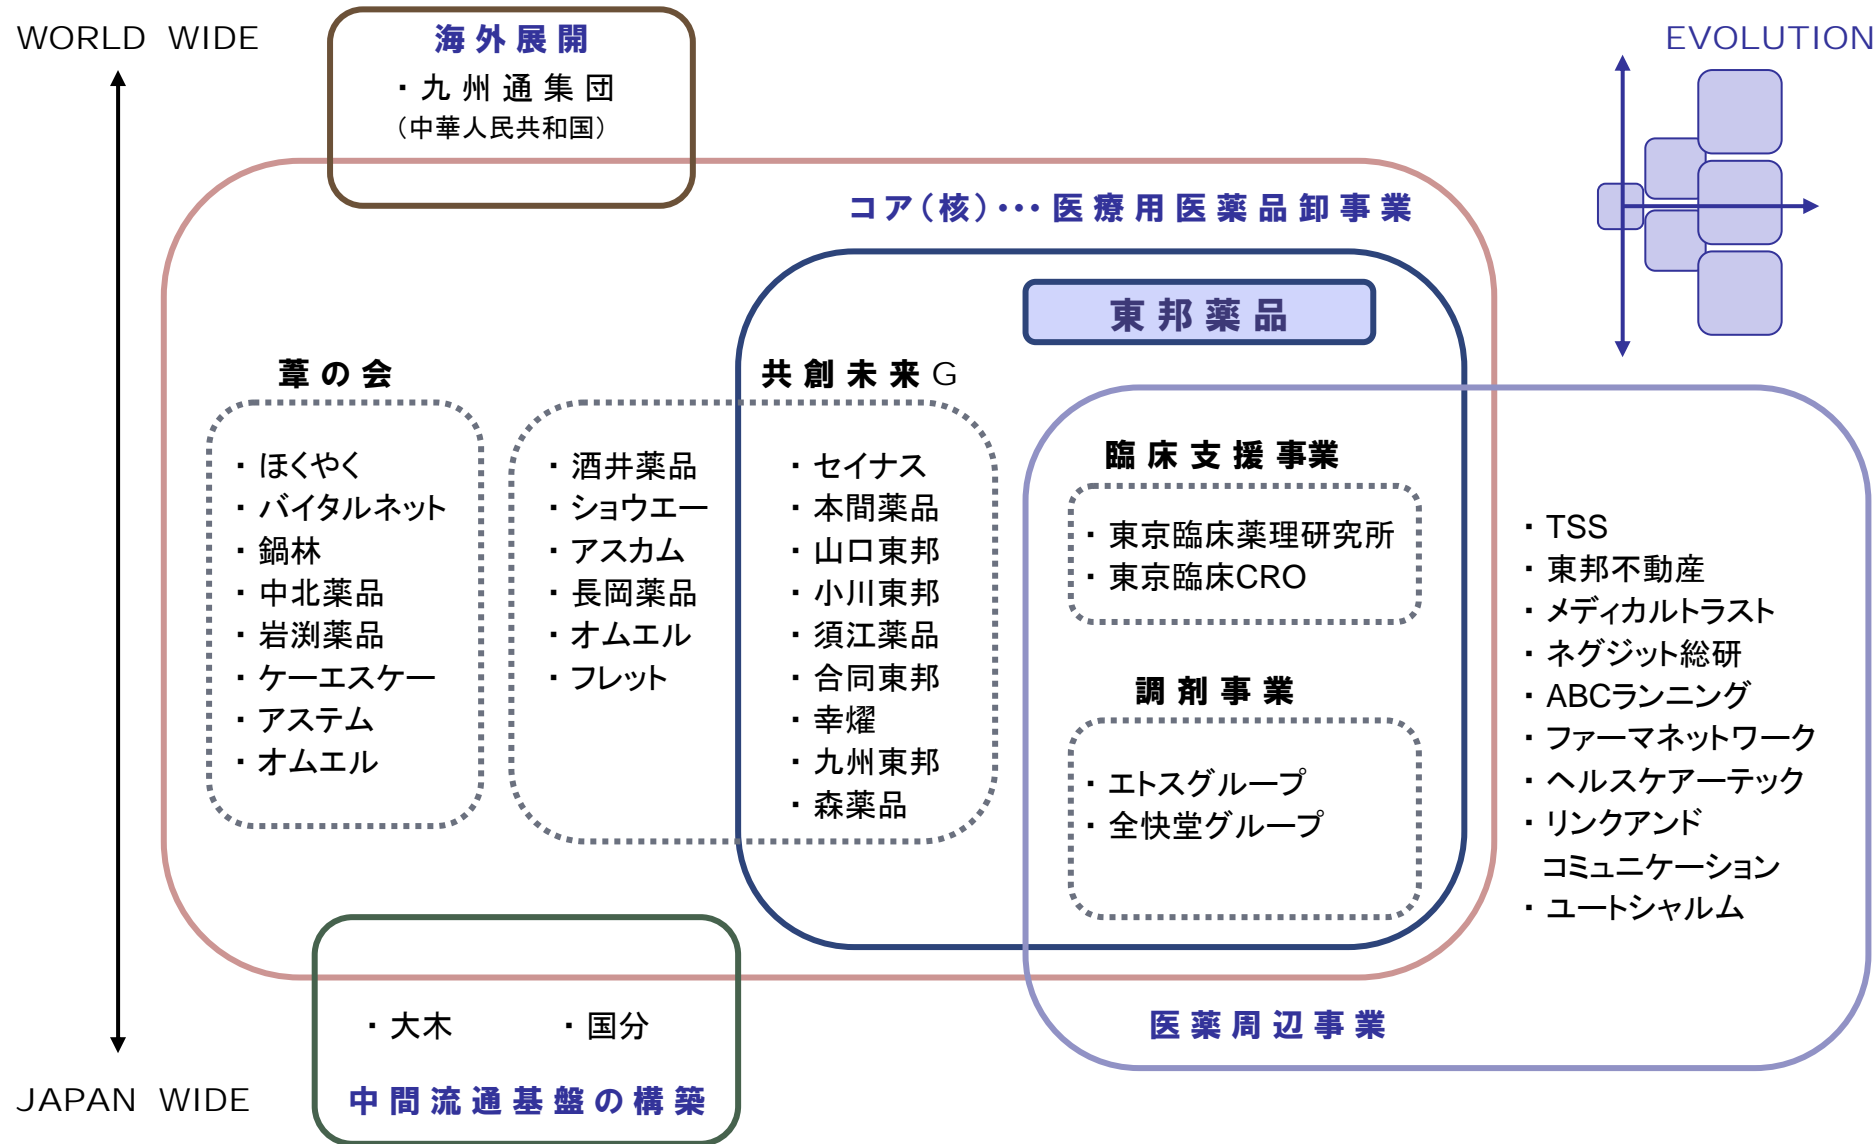 WORLD WIDE
海外展開
・九州通集団
（中華人民共和国）
EVOLUTION
コア（核）・・・医療用医薬品卸事業
東邦薬品
葦の会
・ほくやく
・バイタルネット
・鍋林
・中北薬品
・岩渕薬品
・ケーエスケー
・アステム
・オムエル
共創未来G
・酒井薬品
・ショウエー
・アスカム
・長岡薬品
・オムエル
・フレット
・セイナス
・本間薬品
・山口東邦
・小川東邦
・須江薬品
・合同東邦
・幸燿
・九州東邦
・森薬品
臨床支援事業
・東京臨床薬理研究所
・東京臨床CRO
調剤事業
・エトスグループ
・全快堂グループ
・TSS
・東邦不動産
・メディカルトラスト
・ネグジット総研
・ABCランニング
・ファーマネットワーク
・ヘルスケアーテック
・リンクアンド
コミュニケーション
・ユートシャルム
医薬周辺事業
・大木
・国分
中間流通基盤の構築
JAPAN WIDE